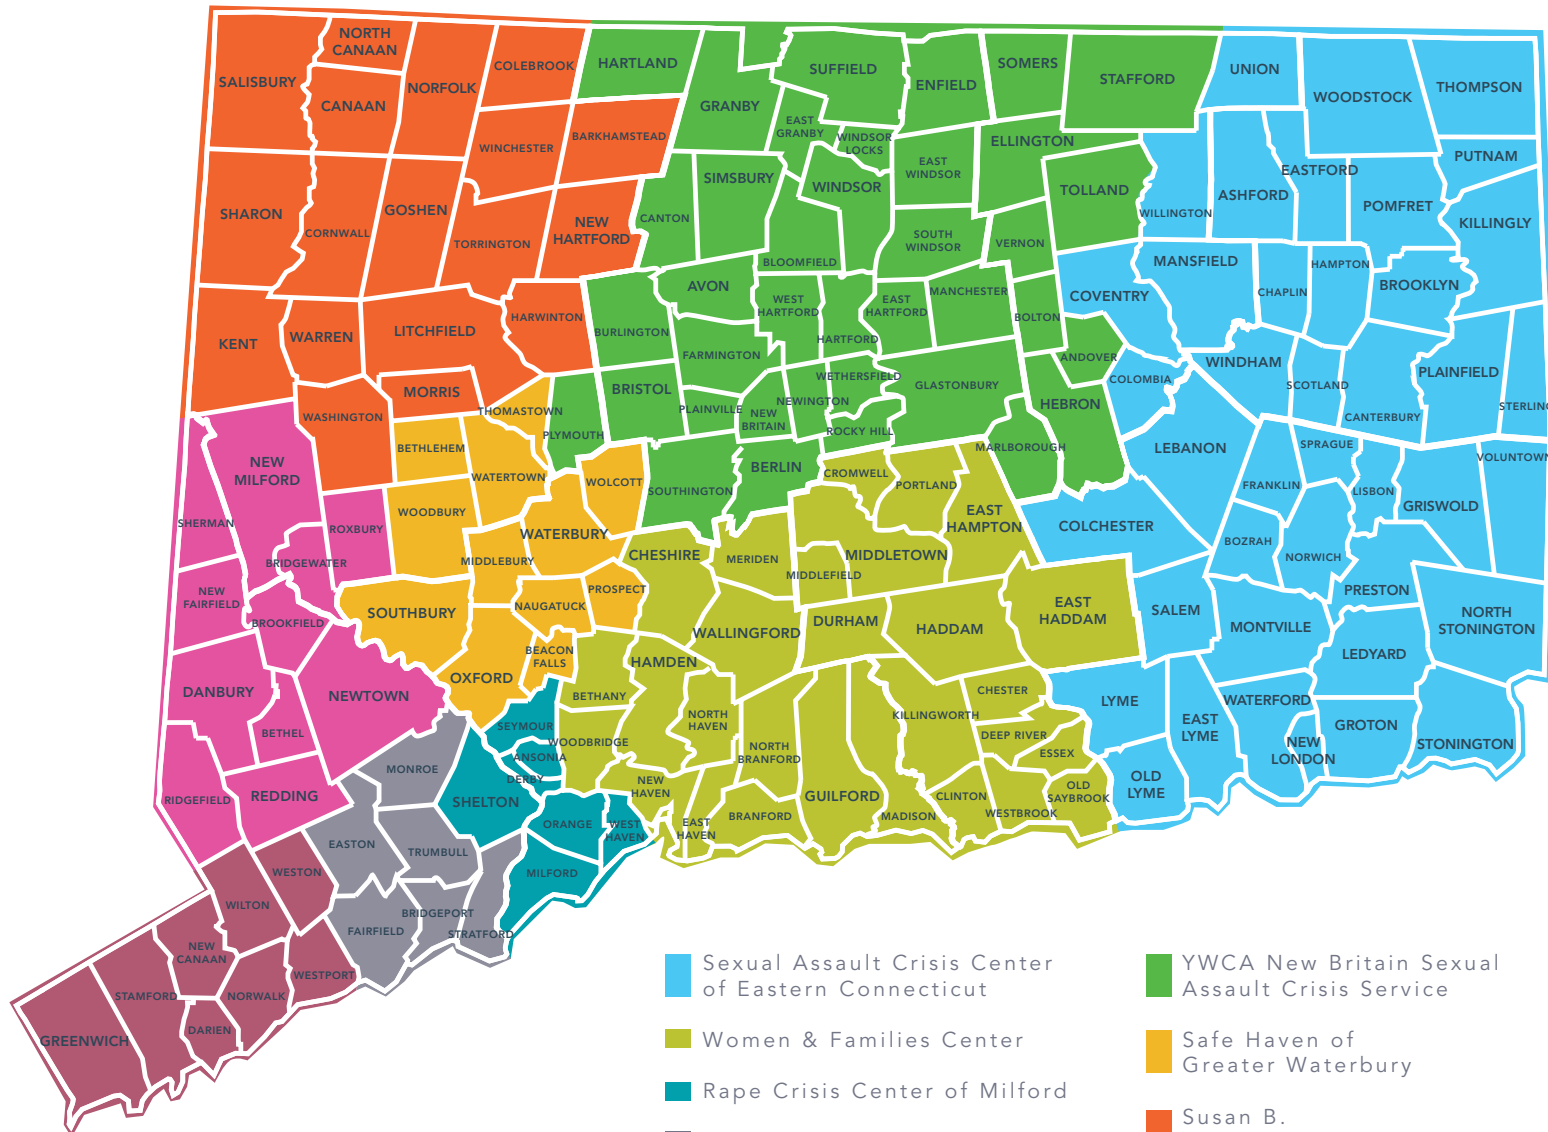 NORTH
CANAAN
SALISBURY
CANAAN
NORFOLK
COLEBROOK
HARTLAND
GRANBY
SUFFIELD
ENFIELD
SOMERS
STAFFORD
UNION
WOODSTOCK
THOMPSON
WINCHESTER
BARKHAMSTEAD
EAST
GRANBY
WINDSOR
LOCKS
EAST
WINDSOR
ELLINGTON
TOLLAND
WILLINGTON
ASHFORD
EASTFORD
POMFRET
PUTNAM
KILLINGLY
SHARON
CORNWALL
GOSHEN
TORRINGTON
NEW
HARTFORD
CANTON
SIMSBURY
WINDSOR
BLOOMFIELD
SOUTH
WINDSOR
VERNON
COVENTRY
MANSFIELD
CHAPLIN
HAMPTON
BROOKLYN
KENT
WARREN
LITCHFIELD
HARWINTON
BURLINGTON
AVON
WEST
HARTFORD
HARTFORD
EAST
HARTFORD
MANCHESTER
BOLTON
ANDOVER
COLOMBIA
WINDHAM
SCOTLAND
CANTERBURY
PLAINFIELD
STERLING
MORRIS
WASHINGTON
BETHLEHEM
THOMASTOWN
PLYMOUTH
BRISTOL
FARMINGTON
PLAINVILLE
NEW
BRITAIN
NEWINGTON
WETHERSFIELD
ROCKY HILL
GLASTONBURY
HEBRON
MARLBOROUGH
LEBANON
SPRAGUE
FRANKLIN
LISBON
VOLUNTOWN
GRISWOLD
NEW
MILFORD
SHERMAN
ROXBURY
BRIDGEWATER
WOODBURY
WATERTOWN
WOLCOTT
SOUTHINGTON
BERLIN
CROMWELL
PORTLAND
EAST
HAMPTON
COLCHESTER
BOZRAH
NORWICH
PRESTON
NORTH
STONINGTON
NEW
FAIRFIELD
BROOKFIELD
SOUTHBURY
MIDDLEBURY
WATERBURY
NAUGATUCK
PROSPECT
CHESHIRE
MERIDEN
MIDDLEFIELD
MIDDLETOWN
WALLINGFORD
DURHAM
HADDAM
EAST
HADDAM
SALEM
MONTVILLE
LEDYARD
DANBURY
BETHEL
NEWTOWN
OXFORD
BEACON
FALLS
BETHANY
HAMDEN
NORTH
HAVEN
KILLINGWORTH
CHESTER
DEEP RIVER
ESSEX
LYME
EAST
LYME
WATERFORD
NEW
LONDON
GROTON
STONINGTON
RIDGEFIELD
REDDING
MONROE
SEYMOUR
ANSONIA
DERBY
SHELTON
WOODBRIDGE
NEW
HAVEN
EAST
HAVEN
NORTH
BRANFORD
BRANFORD
GUILFORD
MADISON
CLINTON
WESTBROOK
OLD
SAYBROOK
OLD
LYME
EASTON
TRUMBULL
ORANGE
WEST
HAVEN
MILFORD
WESTON
WILTON
FAIRFIELD
BRIDGEPORT
STRATFORD
NEW
CANAAN
WESTPORT
STAMFORD
NORWALK
DARIEN
GREENWICH
Sexual Assault Crisis Center
of Eastern Connecticut
Women & Families Center
Rape Crisis Center of Milford
YWCA New Britain Sexual
Assault Crisis Service
Safe Haven of
Greater Waterbury
Susan B.